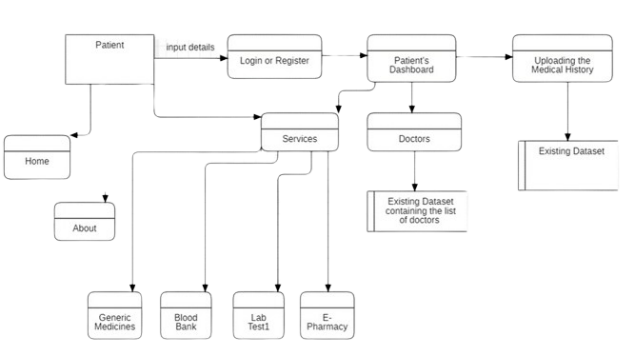 Patient
input details
Login or Register
Patient's
Dashboard
Uploading the
Medical History
Services
Doctors
Existing Dataset
Home
Existing Dataset
containing the list
of doctors
About
Generic
Medicines
Blood
Bank
Lab
Test1
E-
Pharmacy